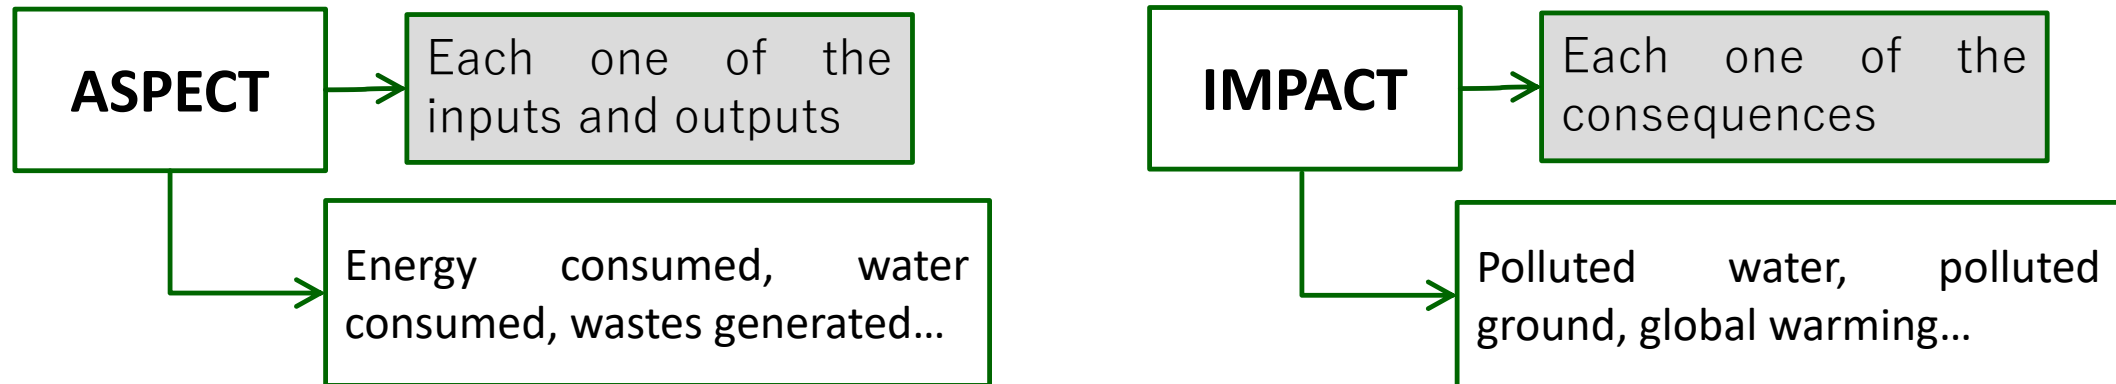 ASPECT
Each one of the
inputs and outputs
Energy consumed, water
consumed, wastes generated…
IMPACT
Each one of the
consequences
Polluted water, polluted
ground, global warming…